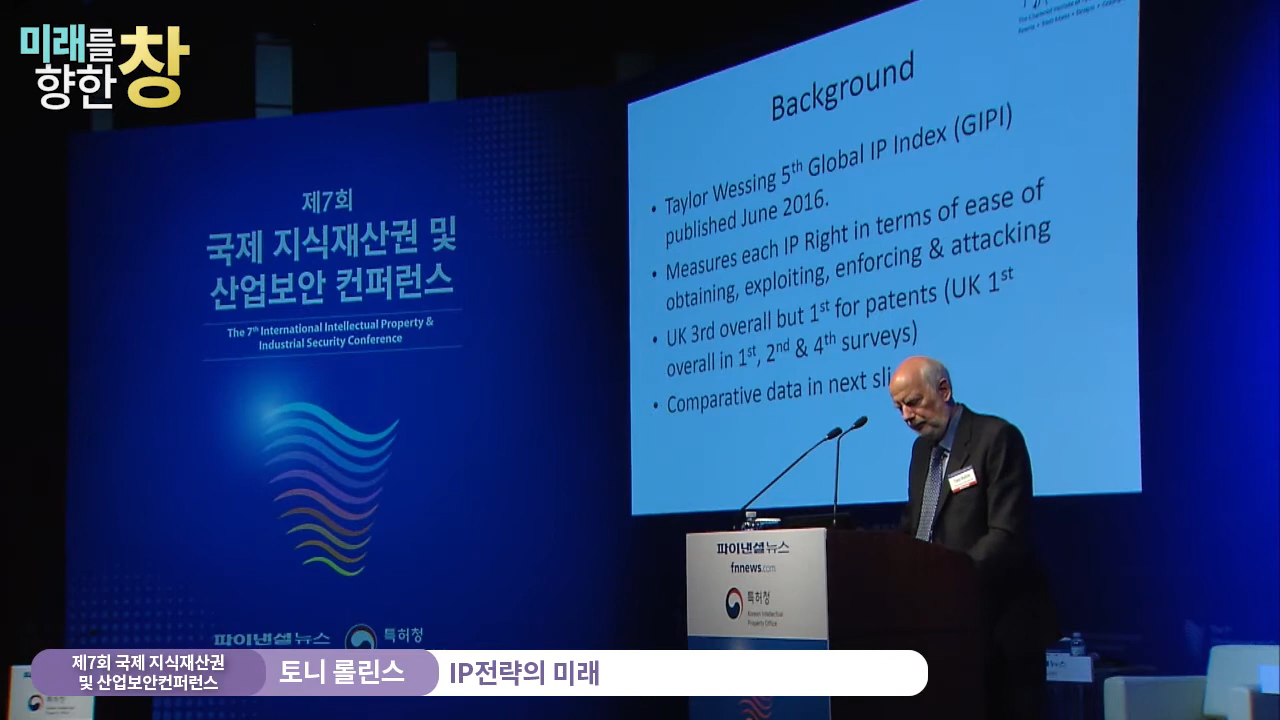 미래를
향한 창
제7회
국제 지식재산권 및
산업보안 컨퍼런스
The 7th International Intellectual Property &
Industrial Security Conference
파이낸셜뉴스
특허청
Background
• Taylor Wessing 5th Global IP Index (GIPI)
published June 2016.
• Measures each IP Right in terms of ease of
obtaining, exploiting, enforcing & attacking
• UK 3rd overall but 1st for patents (UK 1st
overall in 1st, 2nd & 4th surveys)
• Comparative data in next sli
파이낸셜뉴스
fnnews.com
특허청
Korean Intellectual
Property Office
제7회 국제 지식재산권
및 산업보안컨퍼런스
토니 롤린스
IP전략의 미래